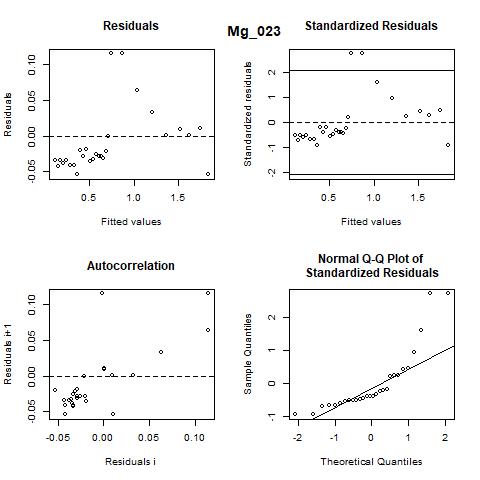 Mg_023
Residuals
Residuals
0.10
0.05
0.00
-0.05
0.5 1.0 1.5
Fitted values
Standardized Residuals
Standardized residuals
2
1
0
-1
-2
0.5 1.0 1.5
Fitted values
Autocorrelation
Residuals i+1
0.10
0.05
0.00
-0.05
-0.05 0.00 0.05 0.10
Residuals i
Normal Q-Q Plot of
Standardized Residuals
Sample Quantiles
2
1
0
-1
-2 -1 0 1 2
Theoretical Quantiles